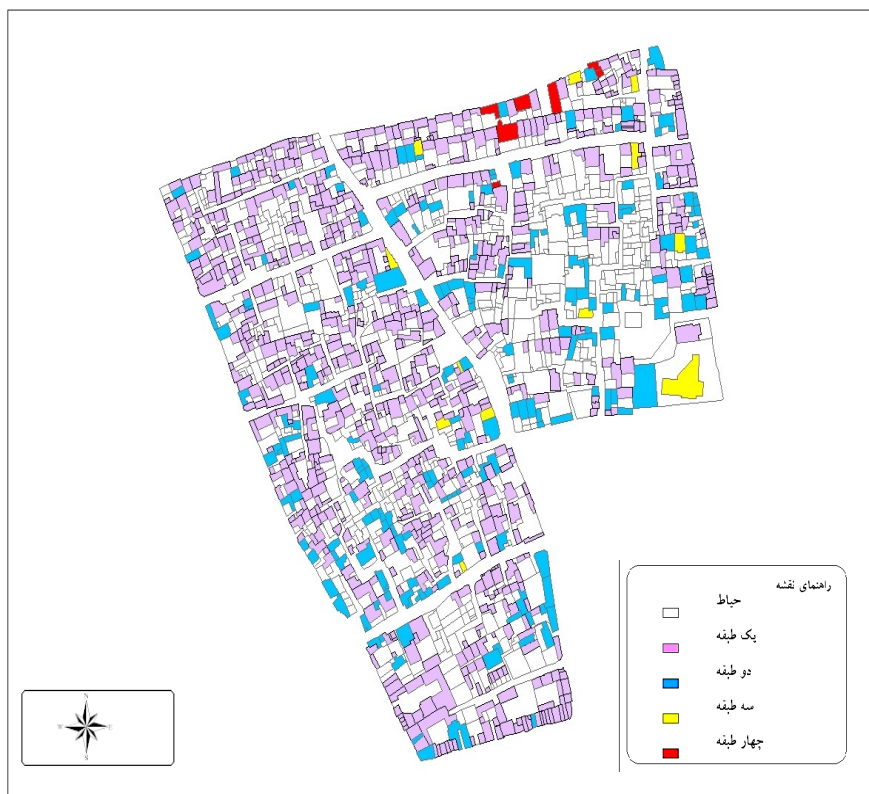 راهنمای نقشه
حیاط
یک طبقه
دو طبقه
سه طبقه
چهار طبقه
N
W E
S